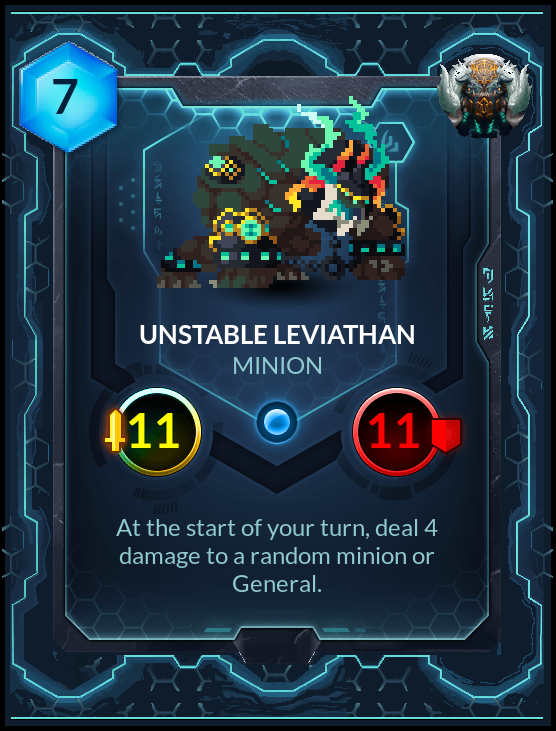 7
UNSTABLE LEVIATHAN
MINION
11 11
At the start of your turn, deal 4
damage to a random minion or
General.